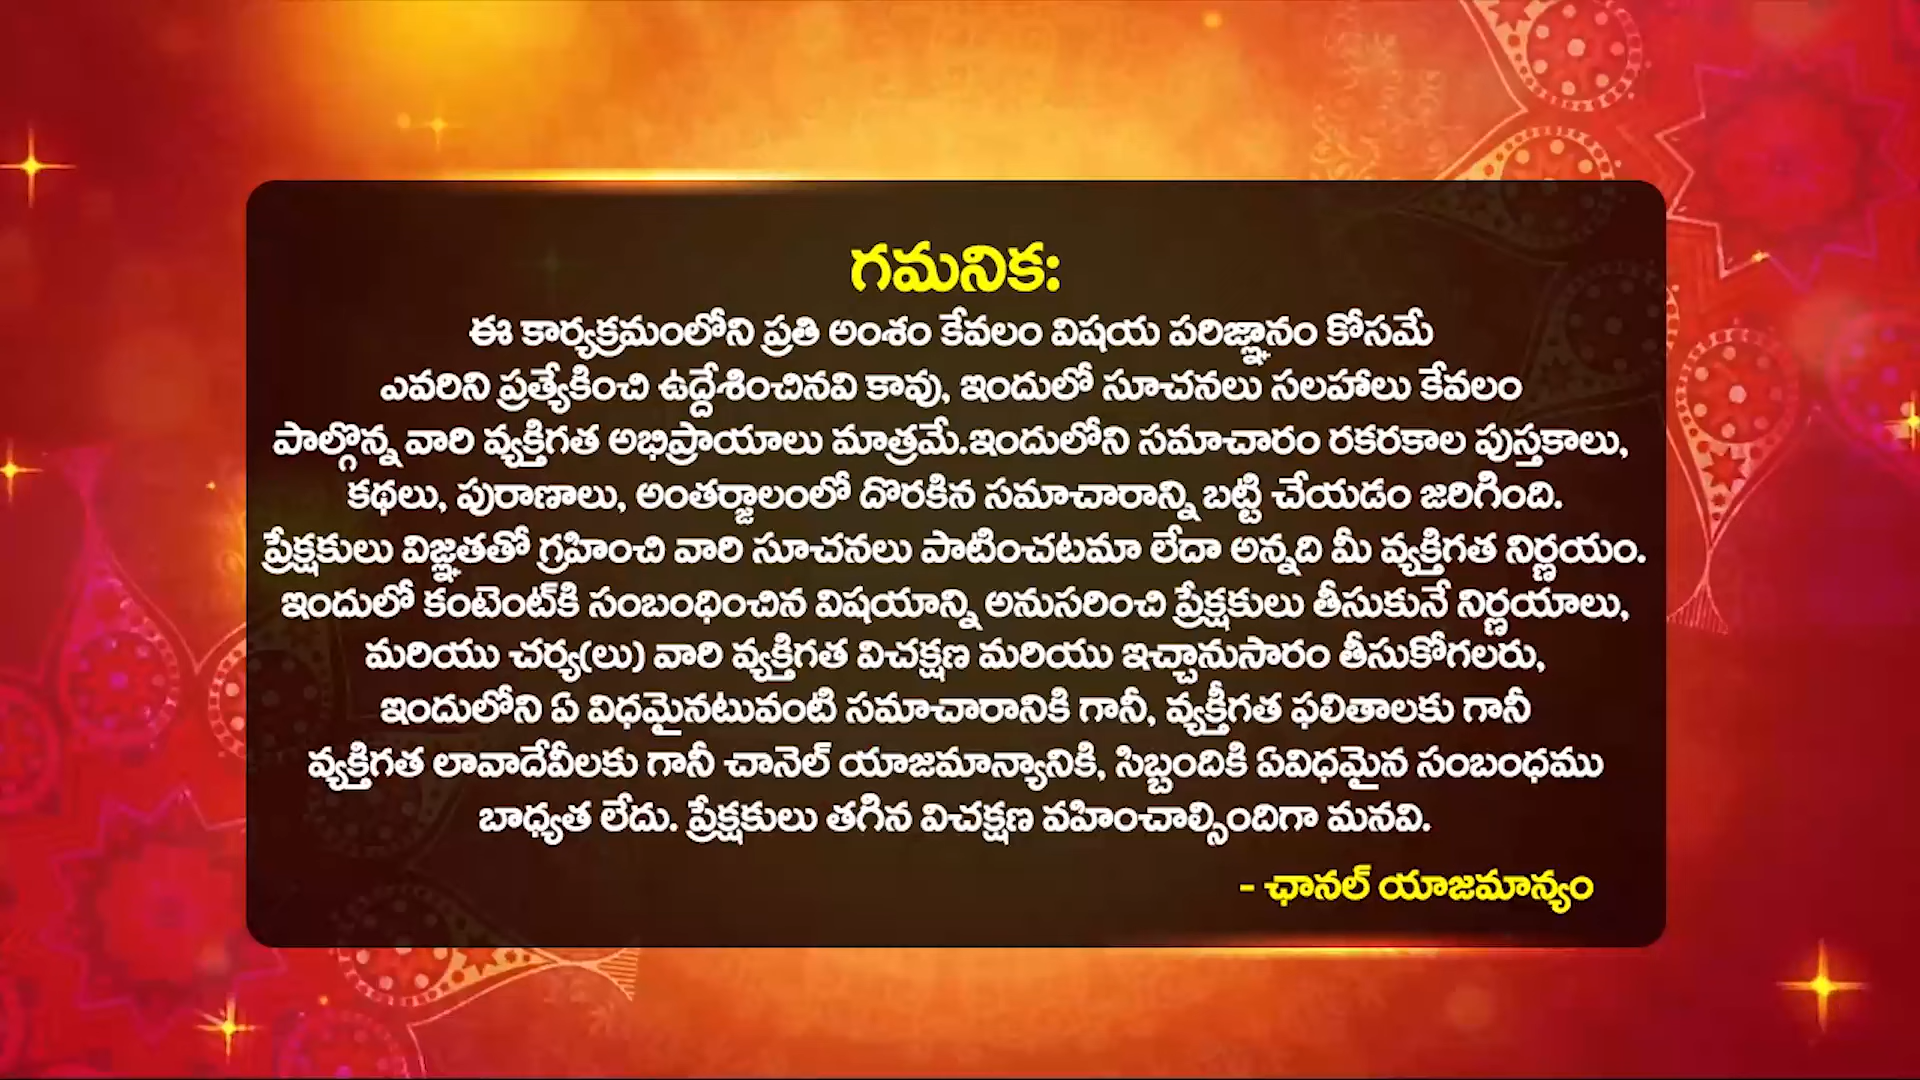 గమనిక:
ఈ కార్యక్రమంలోని ప్రతి అంశం కేవలం విషయ పరిజ్ఞానం కోసమే
ఎవరిని ప్రత్యేకించి ఉద్దేశించినవి కావు, ఇందులో సూచనలు సలహాలు కేవలం
పాల్గొన్న వారి వ్యక్తిగత అభిప్రాయాలు మాత్రమే.ఇందులోని సమాచారం రకరకాల పుస్తకాలు,
కథలు, పురాణాలు, అంతర్జాలంలో దొరకిన సమాచారాన్ని బట్టి చేయడం జరిగింది.
ప్రేక్షకులు విజ్ఞతతో గ్రహించి వారి సూచనలు పాటించటమా లేదా అన్నది మీ వ్యక్తిగత నిర్ణయం.
ఇందులో కంటెంట్‌కి సంబంధించిన విషయాన్ని అనుసరించి ప్రేక్షకులు తీసుకునే నిర్ణయాలు,
మరియు చర్య(లు) వారి వ్యక్తిగత విచక్షణ మరియు ఇచ్ఛానుసారం తీసుకోగలరు,
ఇందులోని ఏ విధమైనటువంటి సమాచారానికి గానీ, వ్యక్తీగత ఫలితాలకు గానీ
వ్యక్తిగత లావాదేవీలకు గానీ చానెల్ యాజమాన్యానికి, సిబ్బందికి ఏవిధమైన సంబంధము
బాధ్యత లేదు. ప్రేక్షకులు తగిన విచక్షణ వహించాల్సిందిగా మనవి.
- ఛానల్ యాజమాన్యం